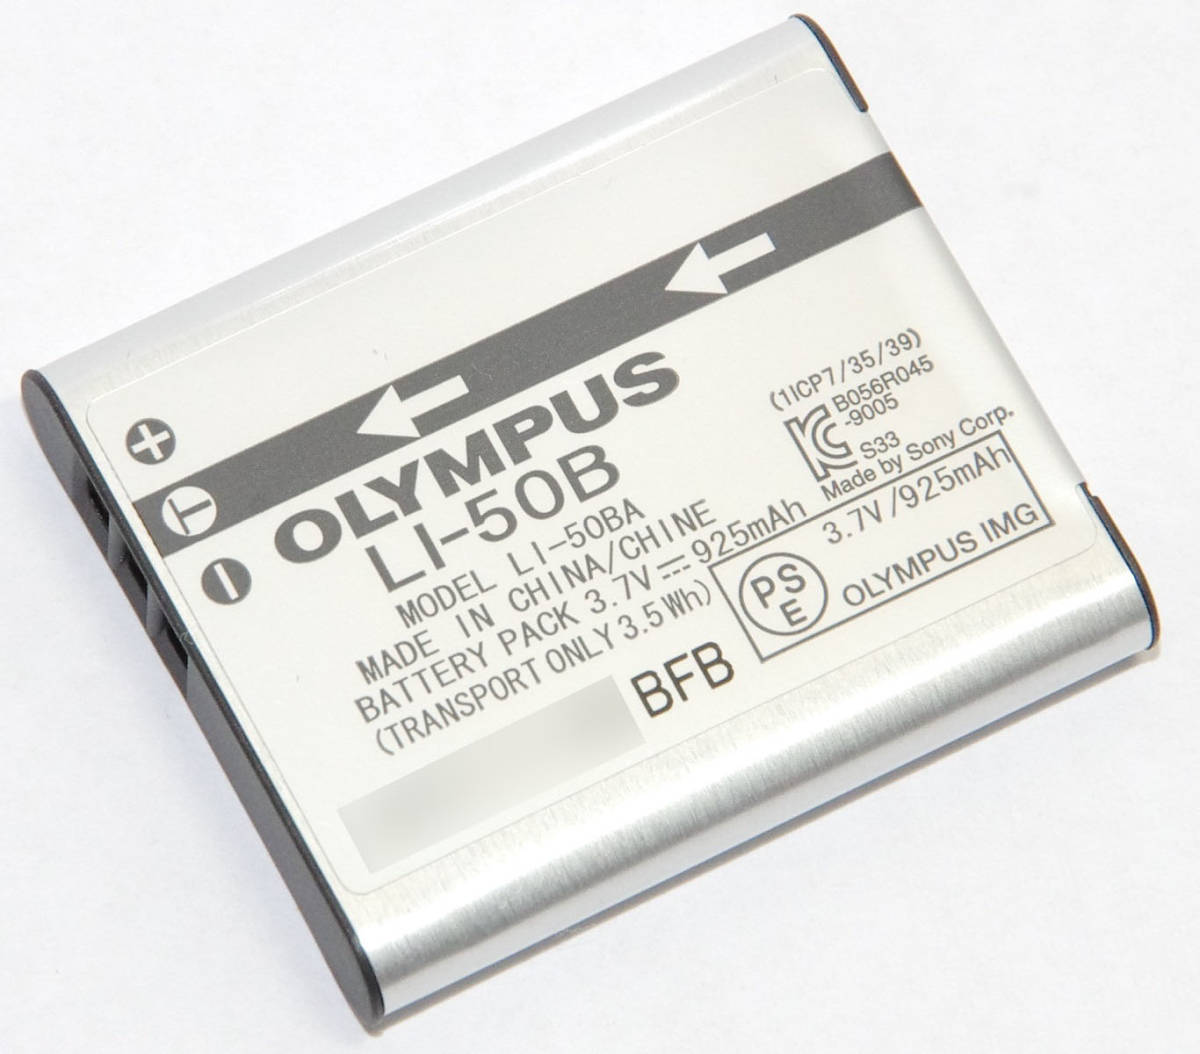 +
T
−
OLYMPUS
LI-50B
MODEL LI-50BA
MADE IN CHINA/CHINE
BATTERY PACK 3.7V⎓925mAh
(TRANSPORT ONLY 3.5Wh)
BFB
(1ICP7/35/39)
B056R045
-9005
S33
Made by Sony Corp.
3.7V/925mAh
PS
E
OLYMPUS IMG